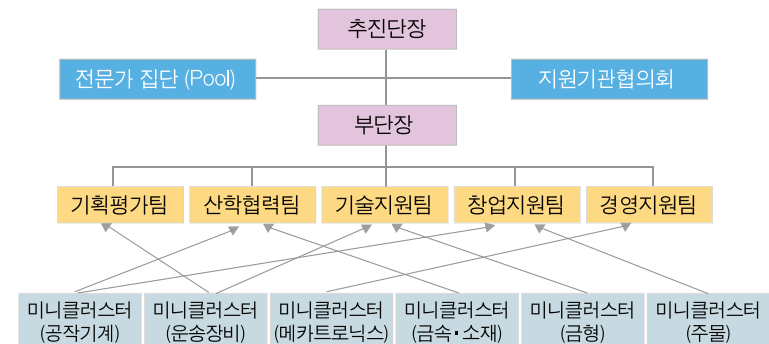 추진단장
전문가 집단 (Pool)
지원기관협의회
부단장
기획평가팀
산학협력팀
기술지원팀
창업지원팀
경영지원팀
미니클러스터
(공작기계)
미니클러스터
(운송장비)
미니클러스터
(메카트로닉스)
미니클러스터
(금속·소재)
미니클러스터
(금형)
미니클러스터
(주물)